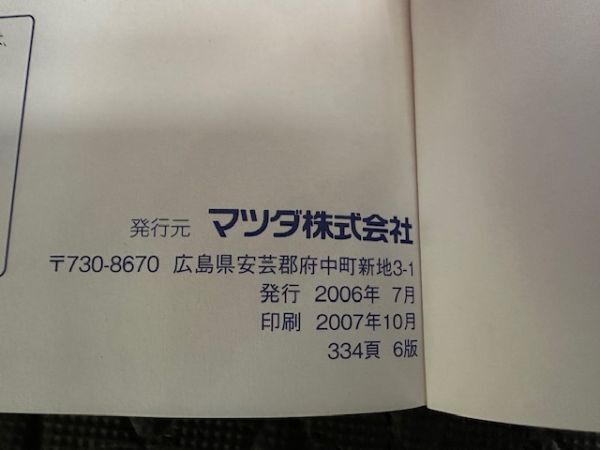 発行元 マツダ株式会社
〒730-8670 広島県安芸郡府中町新地3-1
発行 2006年 7月
印刷 2007年10月
334頁 6版